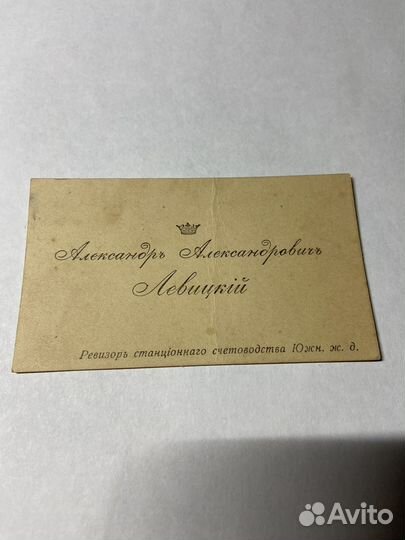 Александръ Александровичъ
Левицкій
Ревизоръ станціоннаго счетоводства Южн. ж. д.
Avito